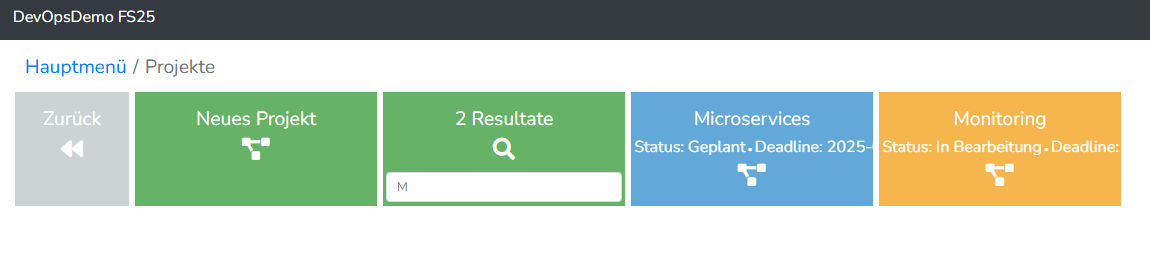 DevOpsDemo FS25
Hauptmenü / Projekte
Zurück
Neues Projekt
2 Resultate
M
Microservices
Status: Geplant • Deadline: 2025-
Monitoring
Status: In Bearbeitung • Deadline: